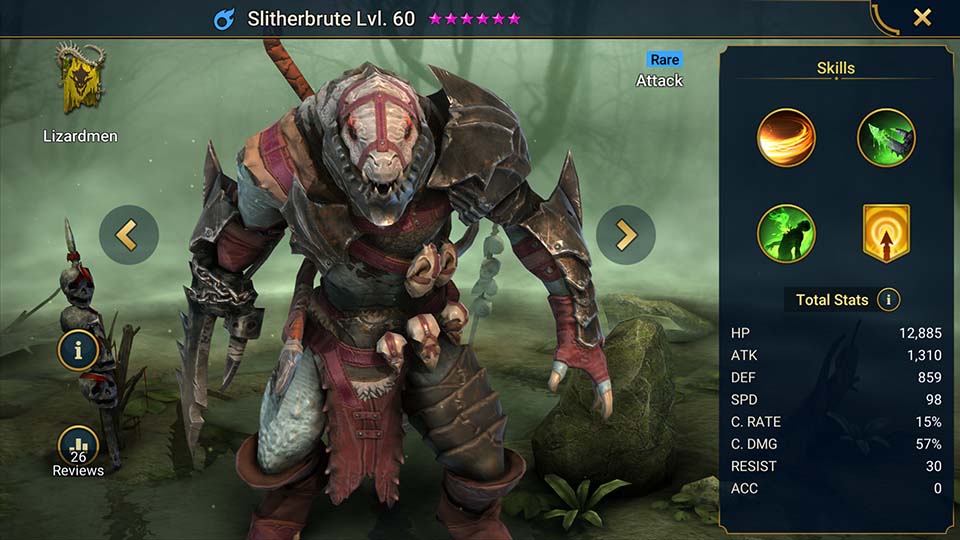 Slitherbrute Lvl. 60
Lizardmen
Rare
Attack
Skills
Total Stats i
HP 12,885
ATK 1,310
DEF 859
SPD 98
C. RATE 15%
C. DMG 57%
RESIST 30
ACC 0
i
26
Reviews